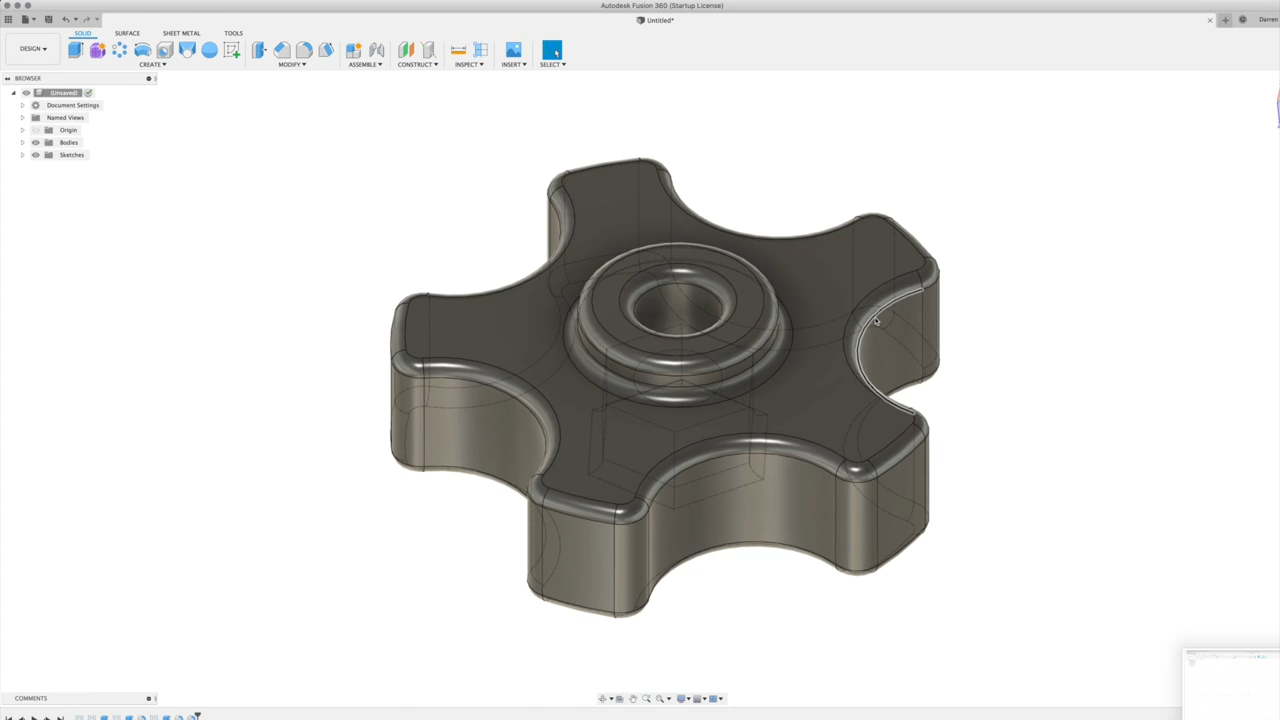 Autodesk Fusion 360 (Startup License)
Untitled*
Darren
SOLID SURFACE SHEET METAL TOOLS
DESIGN ▾
CREATE ▾ MODIFY ▾ ASSEMBLE ▾ CONSTRUCT ▾ INSPECT ▾ INSERT ▾ SELECT ▾
BROWSER
(Unsaved)
Document Settings
Named Views
Origin
Bodies
Sketches
COMMENTS